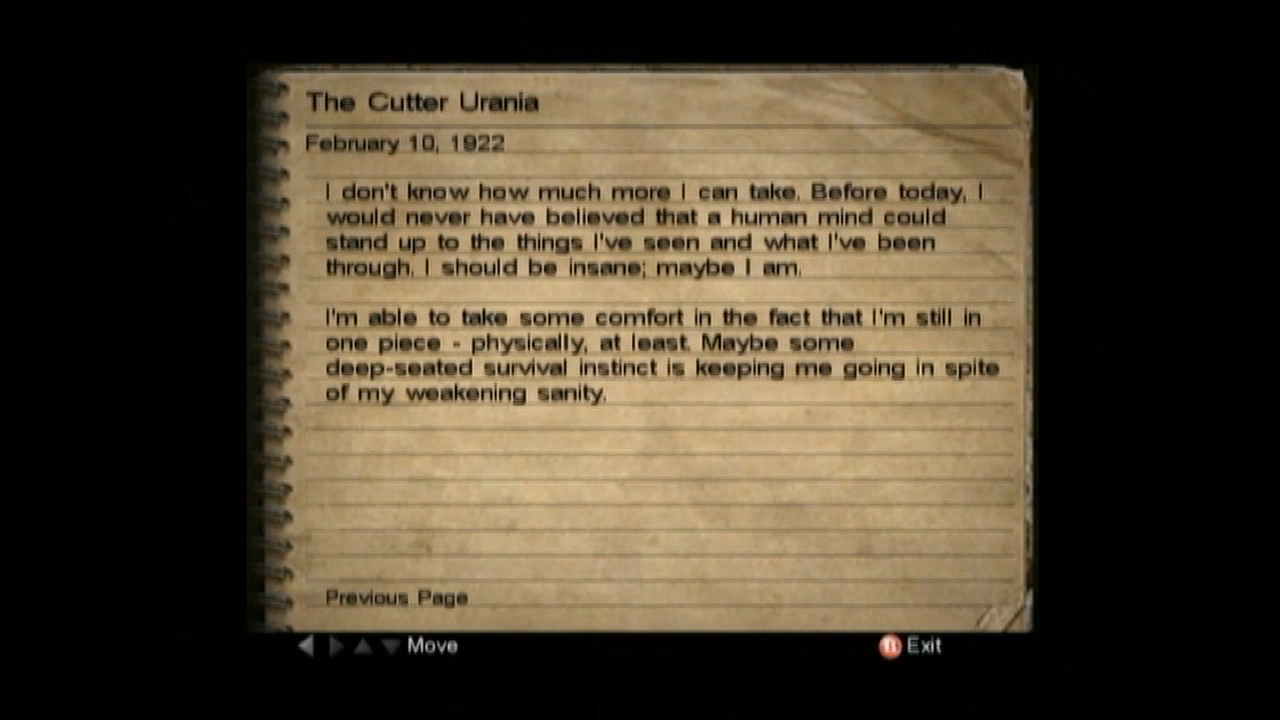 The Cutter Urania
February 10, 1922
I don't know how much more I can take. Before today, I
would never have believed that a human mind could
stand up to the things I've seen and what I've been
through. I should be insane; maybe I am.
I'm able to take some comfort in the fact that I'm still in
one piece - physically, at least. Maybe some
deep-seated survival instinct is keeping me going in spite
of my weakening sanity.
Previous Page
Move
B Exit